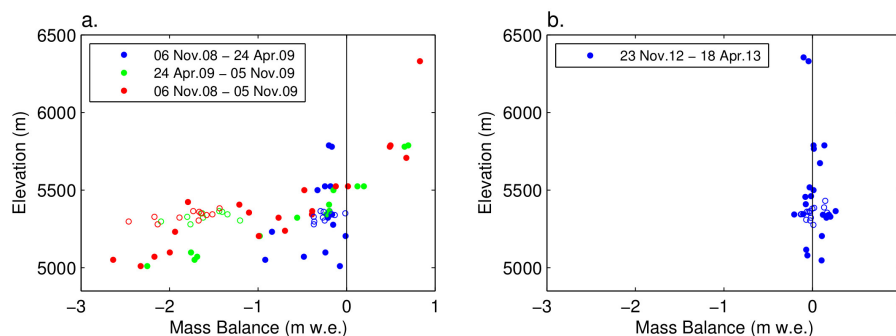 a.
6500
6000
5500
5000
Elevation (m)
06 Nov.08 − 24 Apr.09
24 Apr.09 − 05 Nov.09
06 Nov.08 − 05 Nov.09
−3 −2 −1 0 1
Mass Balance (m w.e.)
b.
6500
6000
5500
5000
Elevation (m)
23 Nov.12 − 18 Apr.13
−3 −2 −1 0
Mass Balance (m w.e.)